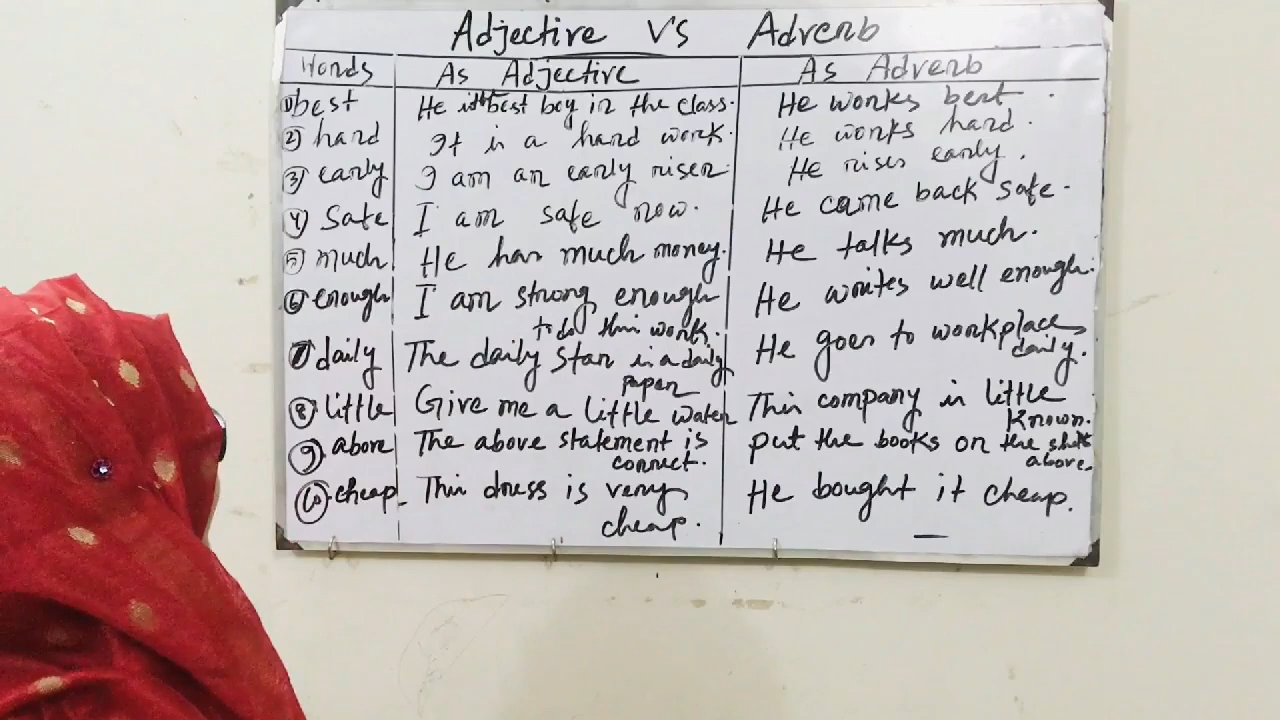 Adjective VS Adverb
Words As Adjective As Adverb
① best He is the best boy in the class. He works best.
② hard It is a hard work. He works hard.
③ early I am an early riser. He rises early.
④ Safe I am safe now. He came back safe.
⑤ much He has much money. He talks much.
⑥ enough I am strong enough He writes well enough.
to do this work.
⑦ daily The daily Star is a daily He goes to workplace
paper daily.
⑧ little Give me a little water This company is little
known.
⑨ above The above statement is put the books on the
correct. above.
⑩ cheap This dress is very He bought it cheap.
cheap.